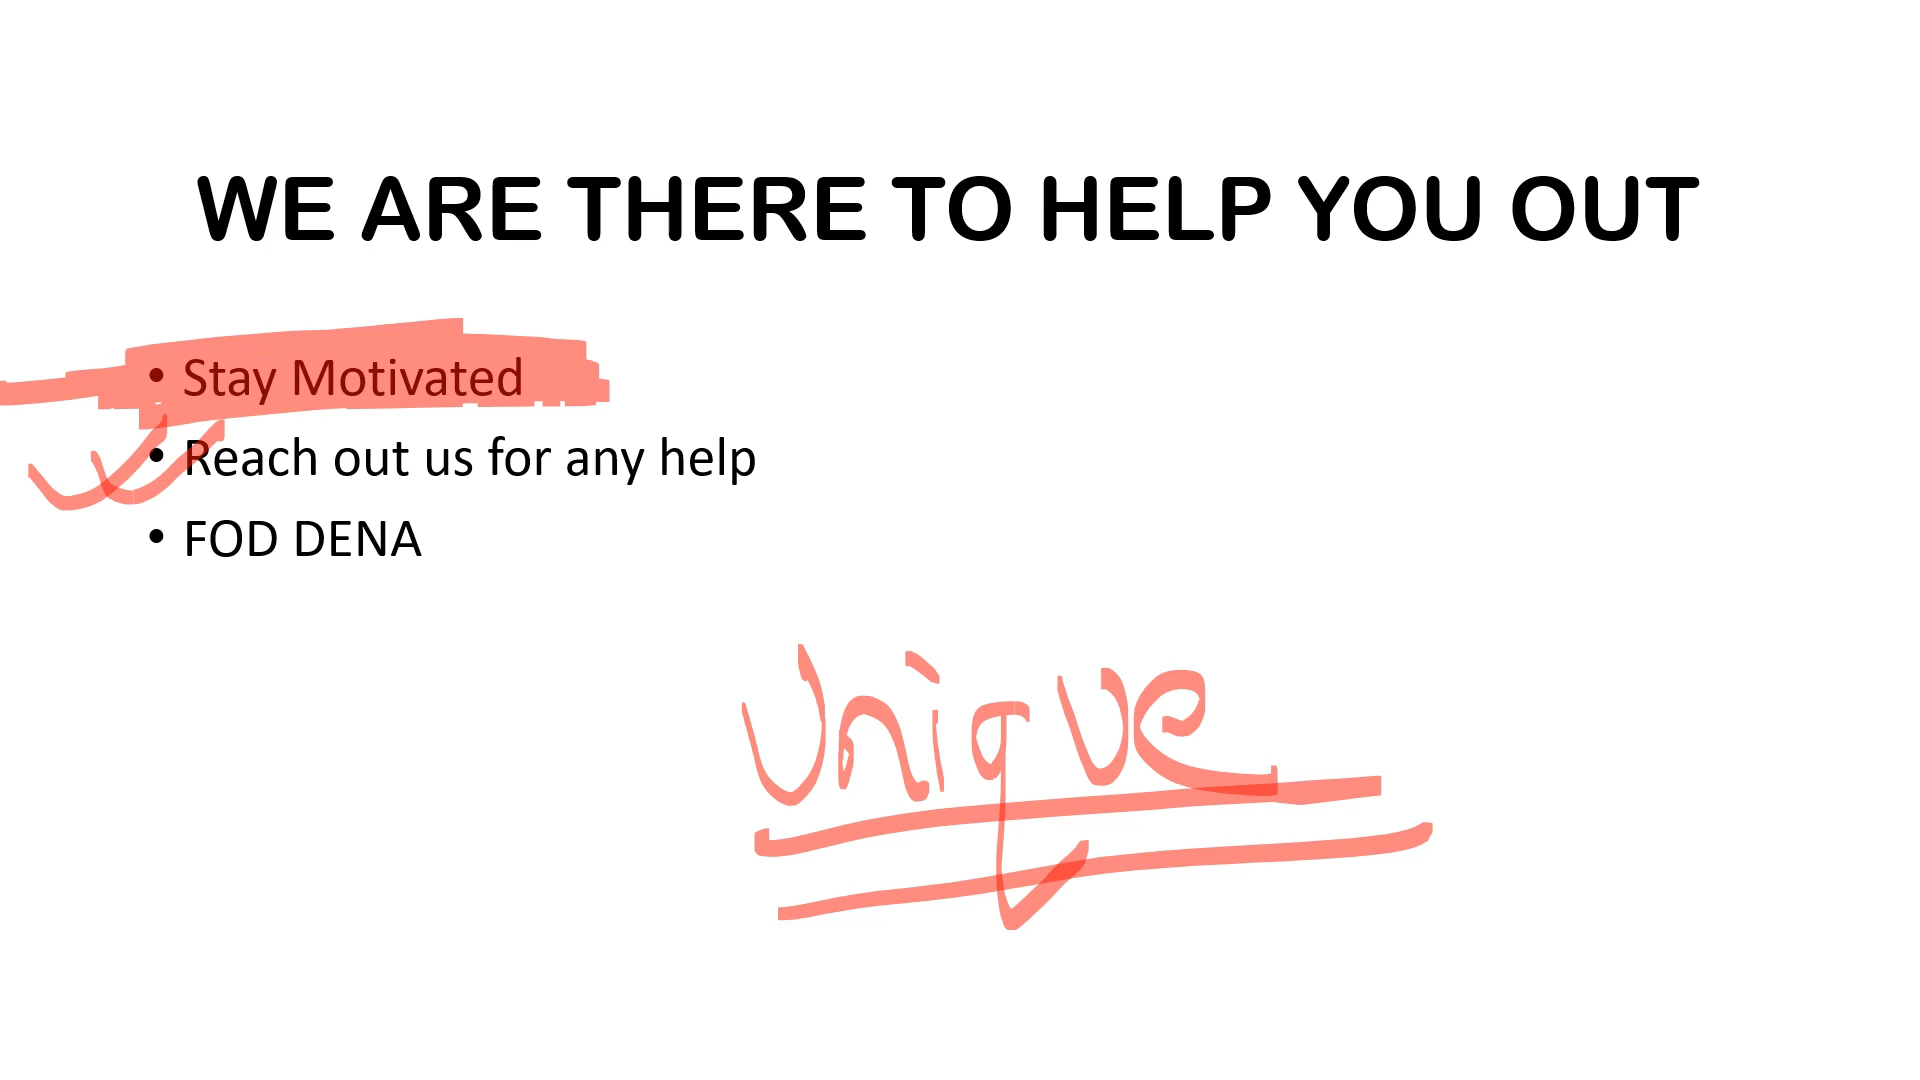 WE ARE THERE TO HELP YOU OUT
• Stay Motivated
• Reach out us for any help
• FOD DENA
Unique